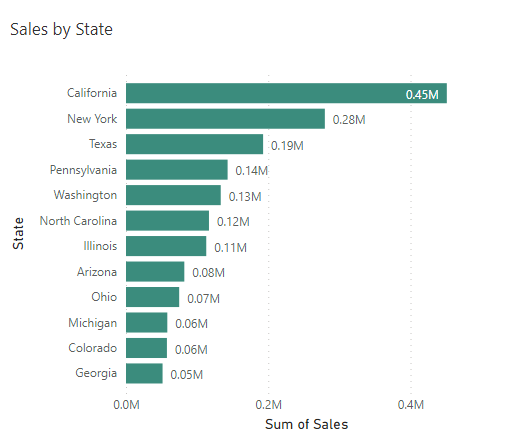 Sales by State
California 0.45M
New York 0.28M
Texas 0.19M
Pennsylvania 0.14M
Washington 0.13M
North Carolina 0.12M
Illinois 0.11M
Arizona 0.08M
Ohio 0.07M
Michigan 0.06M
Colorado 0.06M
Georgia 0.05M
State
0.0M 0.2M 0.4M
Sum of Sales